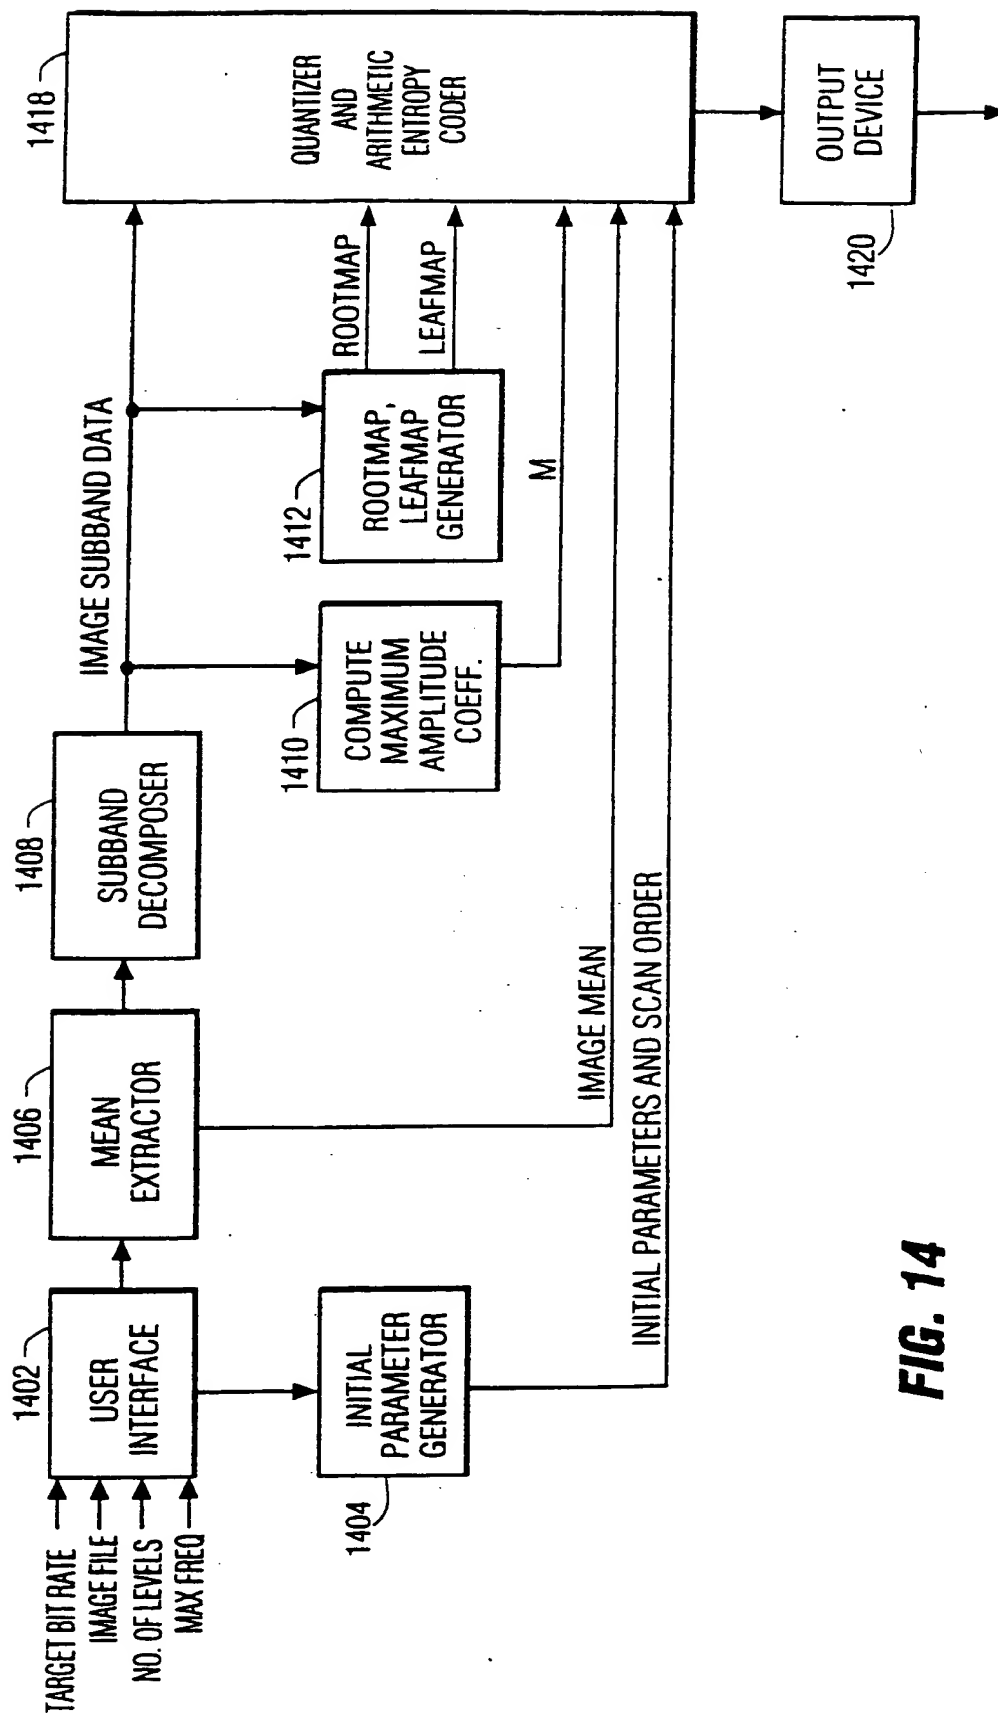 TARGET BIT RATE
IMAGE FILE
NO. OF LEVELS
MAX FREQ
1402
USER
INTERFACE
1404
INITIAL
PARAMETER
GENERATOR
1406
MEAN
EXTRACTOR
1408
SUBBAND
DECOMPOSER
IMAGE SUBBAND DATA
1410
COMPUTE
MAXIMUM
AMPLITUDE
COEFF.
1412
ROOTMAP,
LEAFMAP
GENERATOR
ROOTMAP
LEAFMAP
M
IMAGE MEAN
INITIAL PARAMETERS AND SCAN ORDER
1418
QUANTIZER
AND
ARITHMETIC
ENTROPY
CODER
1420
OUTPUT
DEVICE
FIG. 14